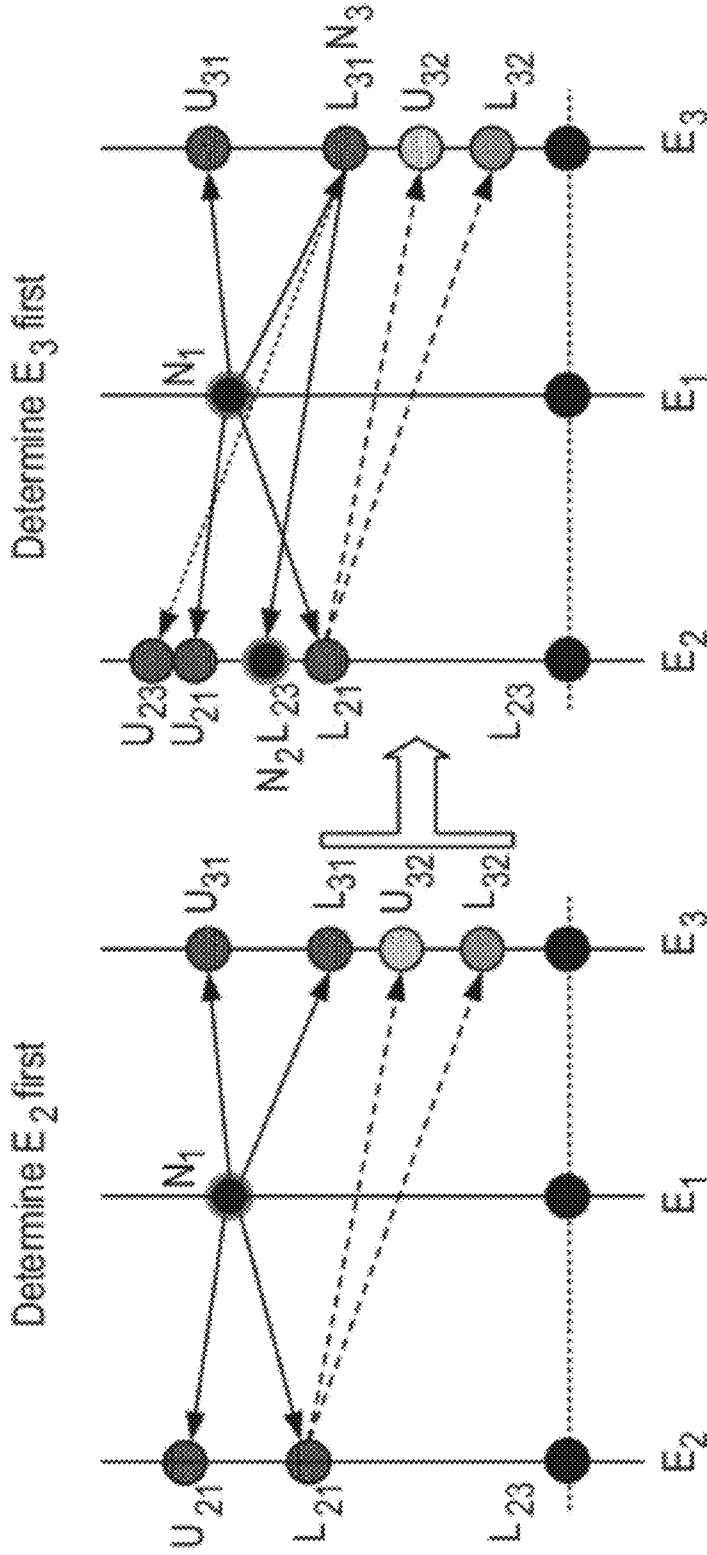 Determine E2 first
N1
U21
L21
L23
U31
L31
U32
L32
E2
E1
E3
Determine E3 first
N1
U23
U21
N2 L23
L21
L23
U31
L31 N3
U32
L32
E2
E1
E3